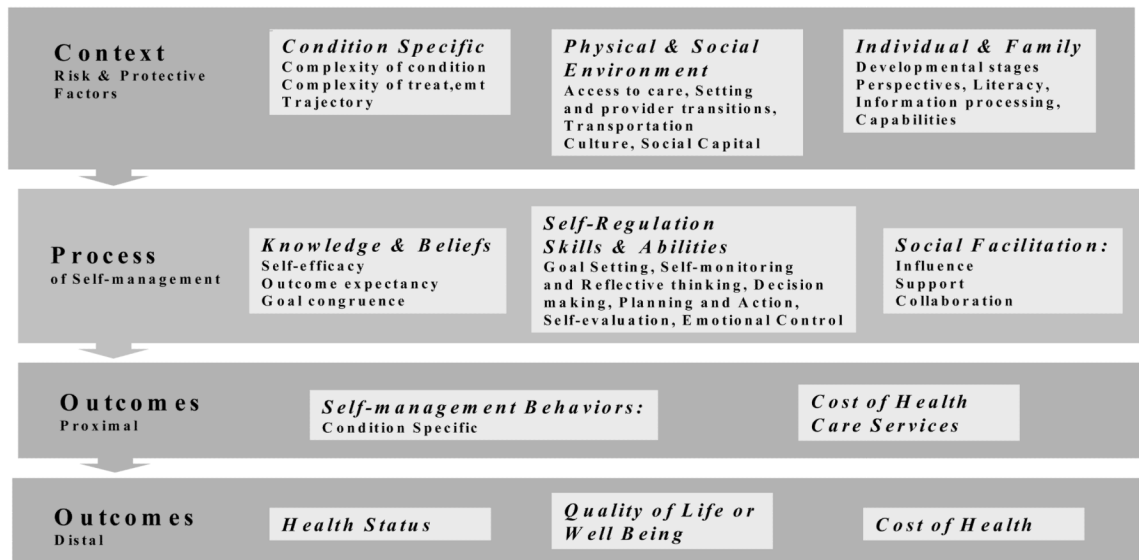 Context
Risk & Protective
Factors
Condition Specific
Complexity of condition
Complexity of treat,emt
Trajectory
Physical & Social
Environment
Access to care, Setting
and provider transitions,
Transportation
Culture, Social Capital
Individual & Family
Developmental stages
Perspectives, Literacy,
Information processing,
Capabilities
Process
of Self-management
Knowledge & Beliefs
Self-efficacy
Outcome expectancy
Goal congruence
Self-Regulation
Skills & Abilities
Goal Setting, Self-monitoring
and Reflective thinking, Decision
making, Planning and Action,
Self-evaluation, Emotional Control
Social Facilitation:
Influence
Support
Collaboration
Outcomes
Proximal
Self-management Behaviors:
Condition Specific
Cost of Health
Care Services
Outcomes
Distal
Health Status
Quality of Life or
Well Being
Cost of Health